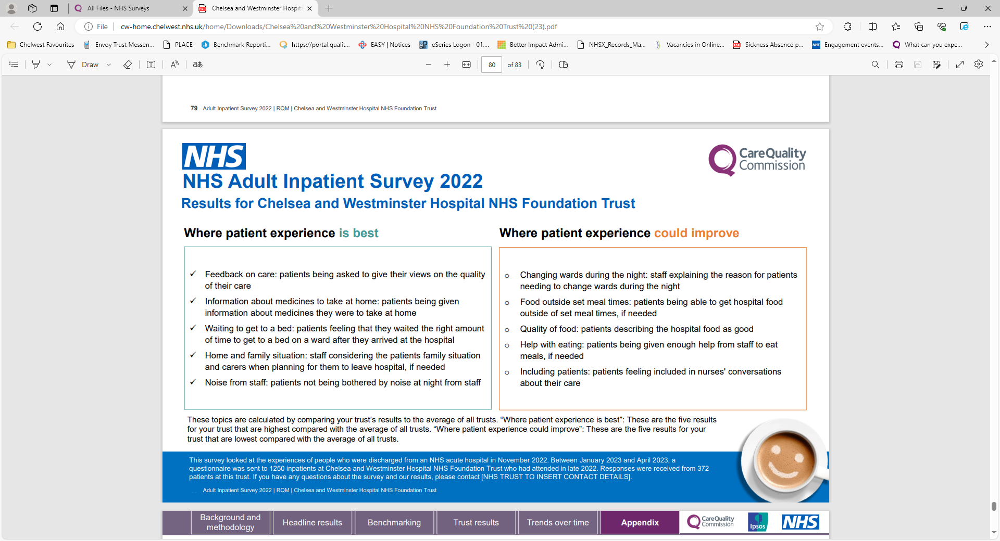 All Files - NHS Surveys
Chelsea and Westminster Hospit
File
cw-home.chelwest.nhs.uk/home/Downloads/Chelsea%20and%20Westminster%20Hospital%20NHS%20Foundation%20Trust%20(23).pdf
Chelwest Favourites
Envoy Trust Messen...
PLACE
Benchmark Reporti...
https://portal.qualit...
EASY | Notices
eSeries Logon - 01....
Better Impact Admi...
NHSX_Records_Ma...
Vacancies in Online...
Sickness Absence p...
Engagement events...
What can you expe...
Draw
80 of 83
79 Adult Inpatient Survey 2022 | RQM | Chelsea and Westminster Hospital NHS Foundation Trust
NHS
CareQuality
Commission
NHS Adult Inpatient Survey 2022
Results for Chelsea and Westminster Hospital NHS Foundation Trust
Where patient experience is best
✓ Feedback on care: patients being asked to give their views on the quality
of their care
✓ Information about medicines to take at home: patients being given
information about medicines they were to take at home
✓ Waiting to get to a bed: patients feeling that they waited the right amount
of time to get to a bed on a ward after they arrived at the hospital
✓ Home and family situation: staff considering the patients family situation
and carers when planning for them to leave hospital, if needed
✓ Noise from staff: patients not being bothered by noise at night from staff
Where patient experience could improve
o Changing wards during the night: staff explaining the reason for patients
needing to change wards during the night
o Food outside set meal times: patients being able to get hospital food
outside of set meal times, if needed
o Quality of food: patients describing the hospital food as good
o Help with eating: patients being given enough help from staff to eat
meals, if needed
o Including patients: patients feeling included in nurses' conversations
about their care
These topics are calculated by comparing your trust's results to the average of all trusts. “Where patient experience is best”: These are the five results
for your trust that are highest compared with the average of all trusts. “Where patient experience could improve”: These are the five results for your
trust that are lowest compared with the average of all trusts.
This survey looked at the experiences of people who were discharged from an NHS acute hospital in November 2022. Between January 2023 and April 2023, a
questionnaire was sent to 1250 inpatients at Chelsea and Westminster Hospital NHS Foundation Trust who had attended in late 2022. Responses were received from 372
patients at this trust. If you have any questions about the survey and our results, please contact [NHS TRUST TO INSERT CONTACT DETAILS].
Adult Inpatient Survey 2022 | RQM | Chelsea and Westminster Hospital NHS Foundation Trust
Background and
methodology
Headline results
Benchmarking
Trust results
Trends over time
Appendix
CareQuality
Commission
Ipsos
NHS